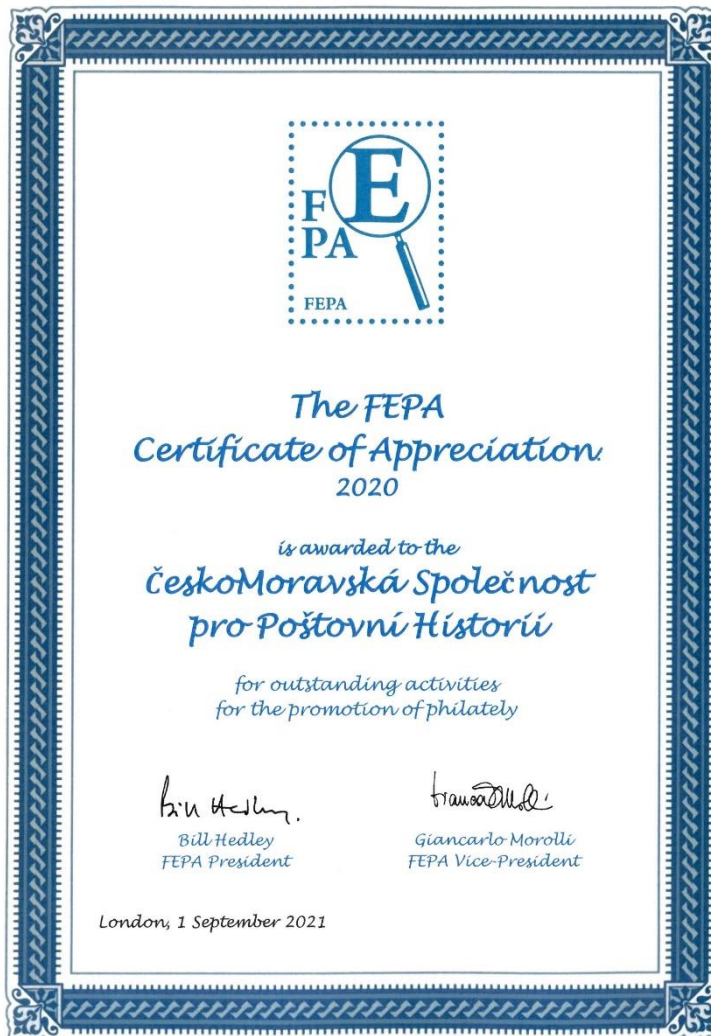 F E
PA
FEPA
The FEPA
Certificate of Appreciation.
2020
is awarded to the
ČeskoMoravská Společnost
pro Poštovní Historii
for outstanding activities
for the promotion of philately
Bill Hedley.
Bill Hedley
FEPA President
Giancarlo Morolli
FEPA Vice-President
London, 1 September 2021